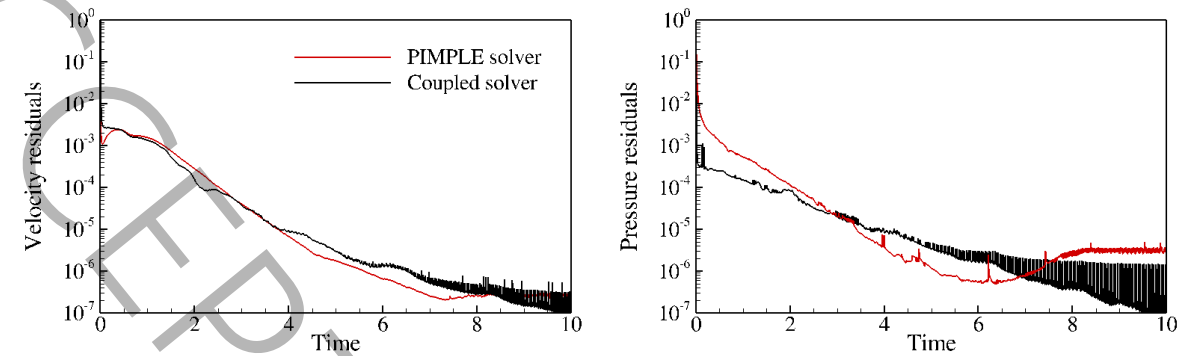 10^0
10^-1
10^-2
10^-3
10^-4
10^-5
10^-6
10^-7
Velocity residuals
PIMPLE solver
Coupled solver
0 2 4 6 8 10
Time
10^0
10^-1
10^-2
10^-3
10^-4
10^-5
10^-6
10^-7
Pressure residuals
0 2 4 6 8 10
Time